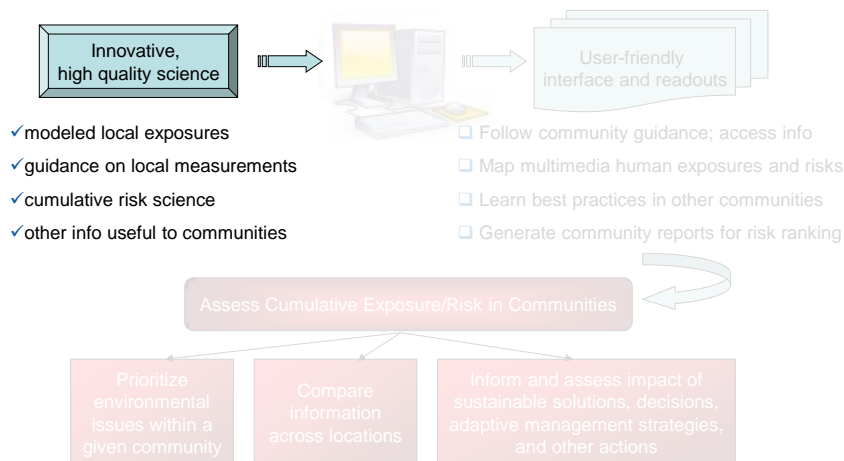 Innovative,
high quality science
User-friendly
interface and readouts
✓modeled local exposures
✓guidance on local measurements
✓cumulative risk science
✓other info useful to communities
❑ Follow community guidance; access info
❑ Map multimedia human exposures and risks
❑ Learn best practices in other communities
❑ Generate community reports for risk ranking
Assess Cumulative Exposure/Risk in Communities
Prioritize
environmental
issues within a
given community
Compare
information
across locations
Inform and assess impact of
sustainable solutions, decisions,
adaptive management strategies,
and other actions